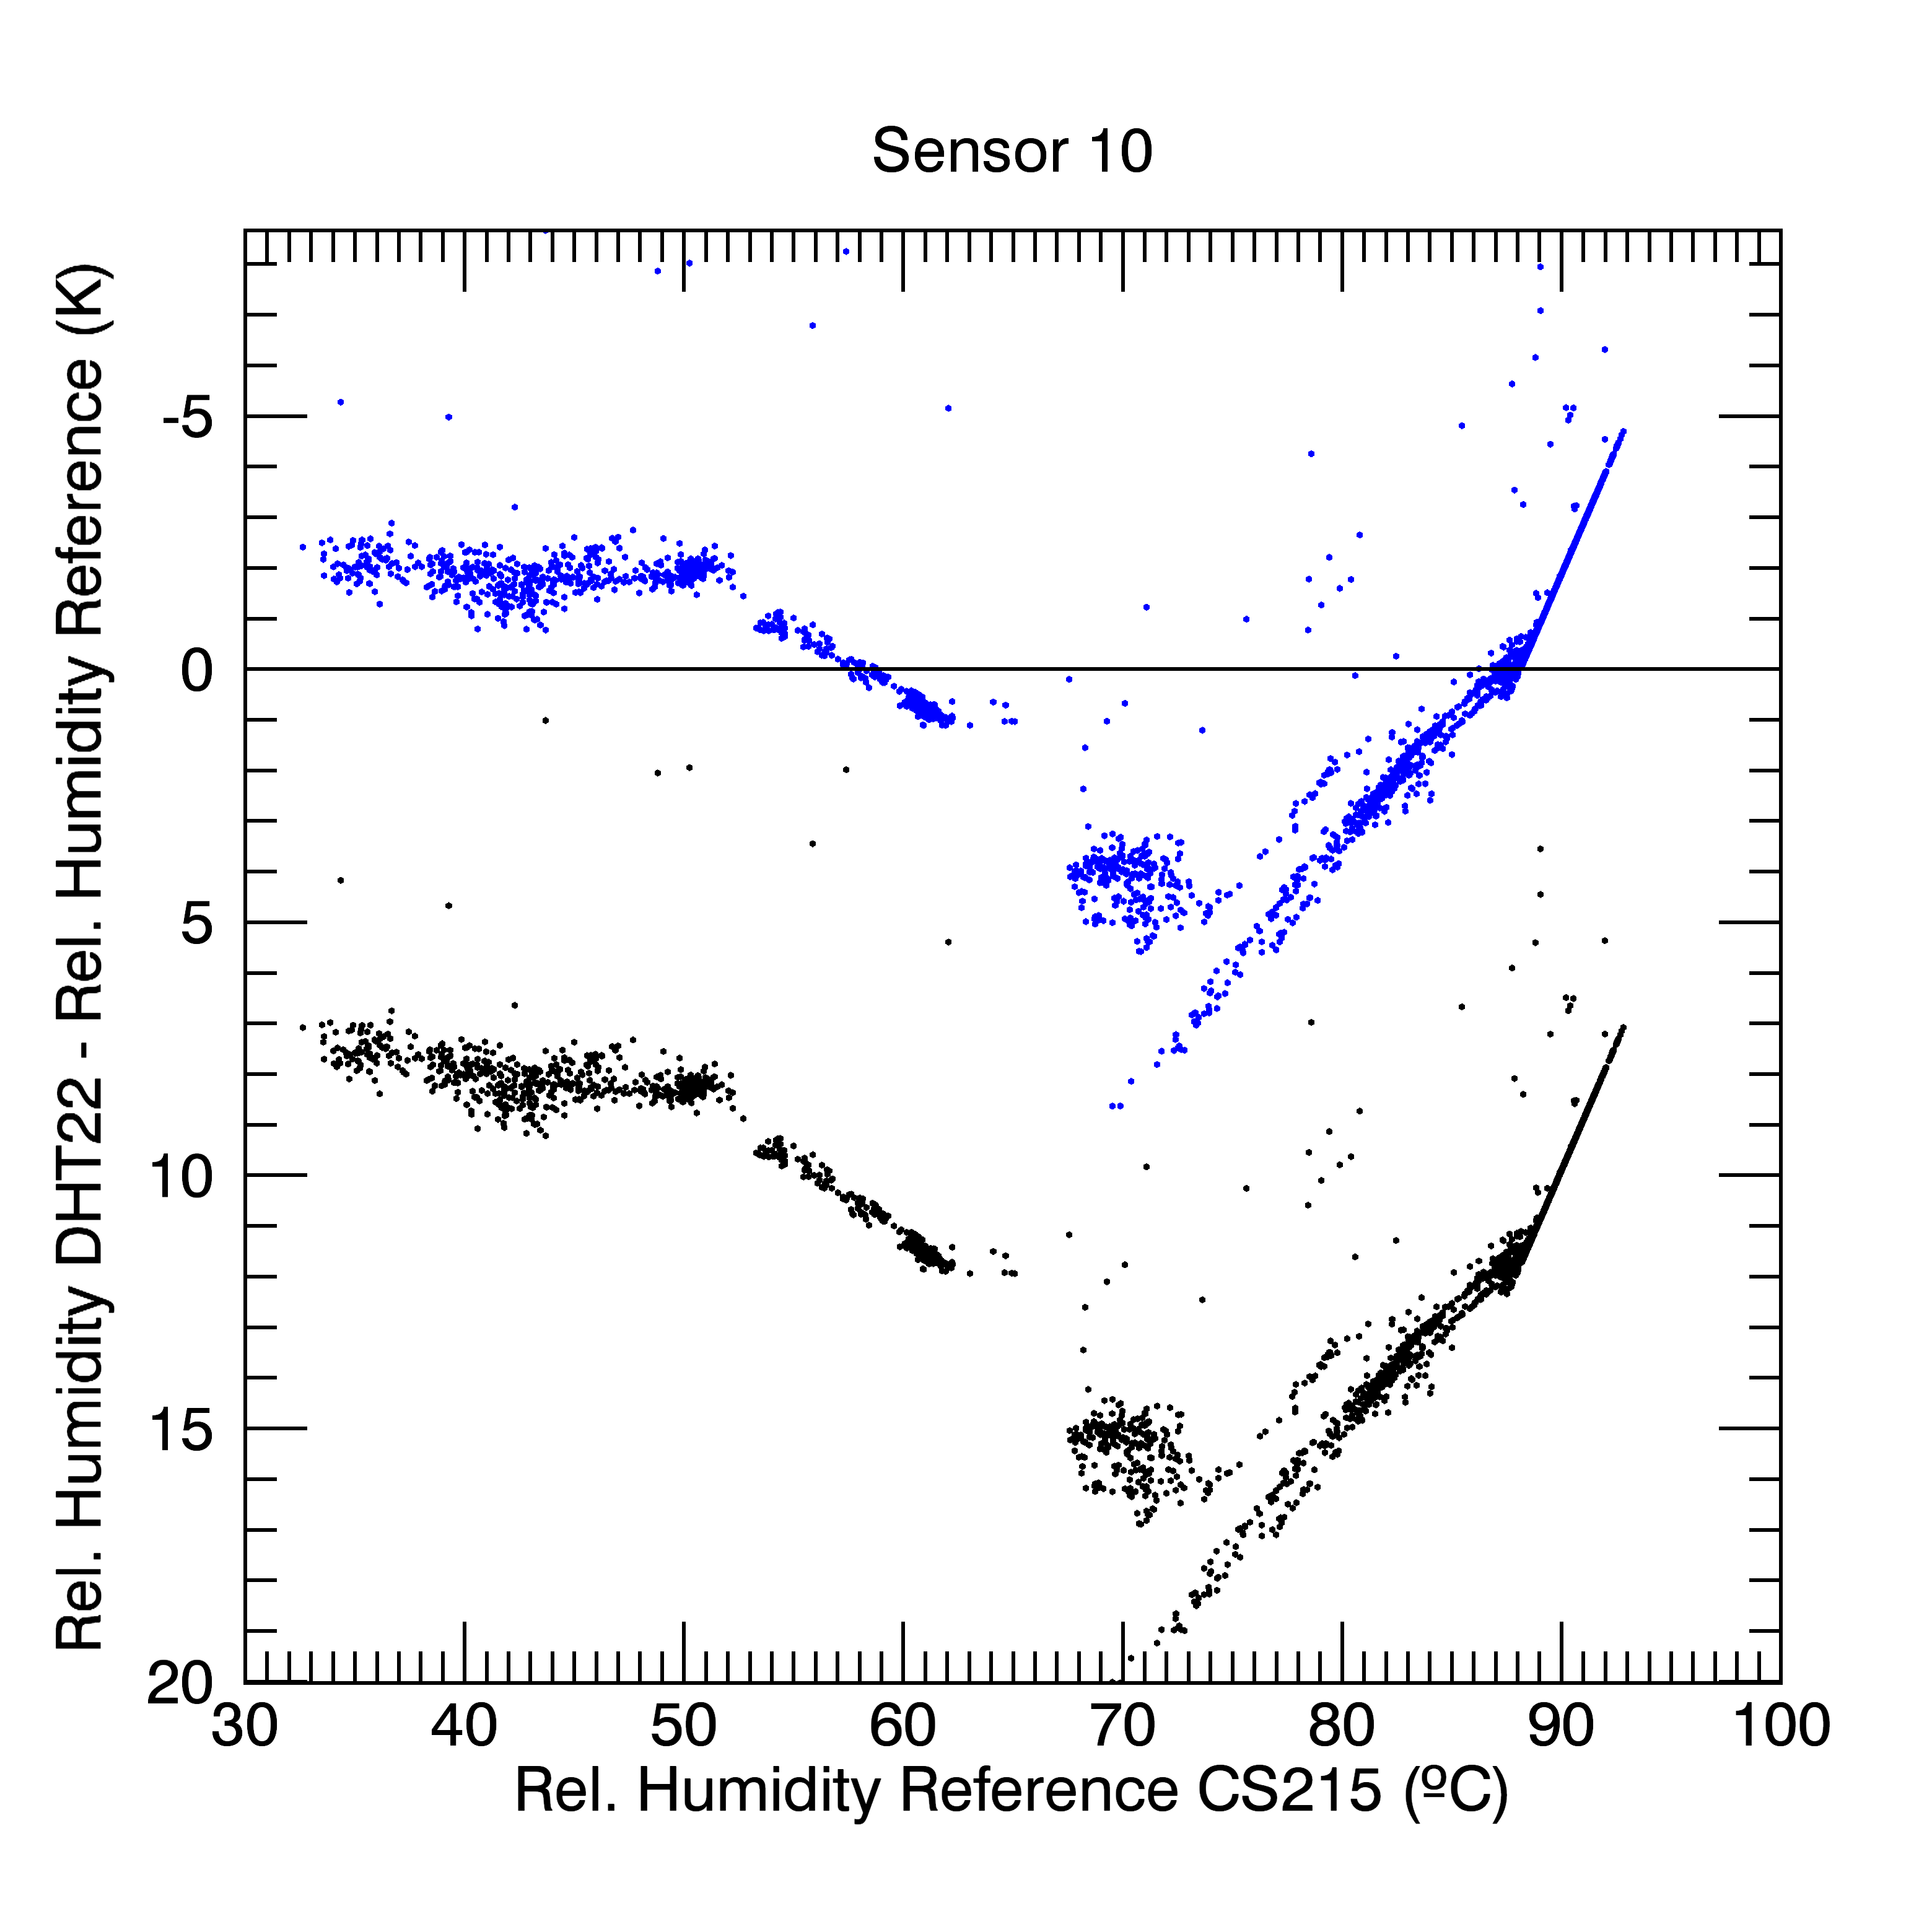 Sensor 10
Rel. Humidity DHT22 - Rel. Humidity Reference (K)
-5
0
5
10
15
20
30 40 50 60 70 80 90 100
Rel. Humidity Reference CS215 (ºC)